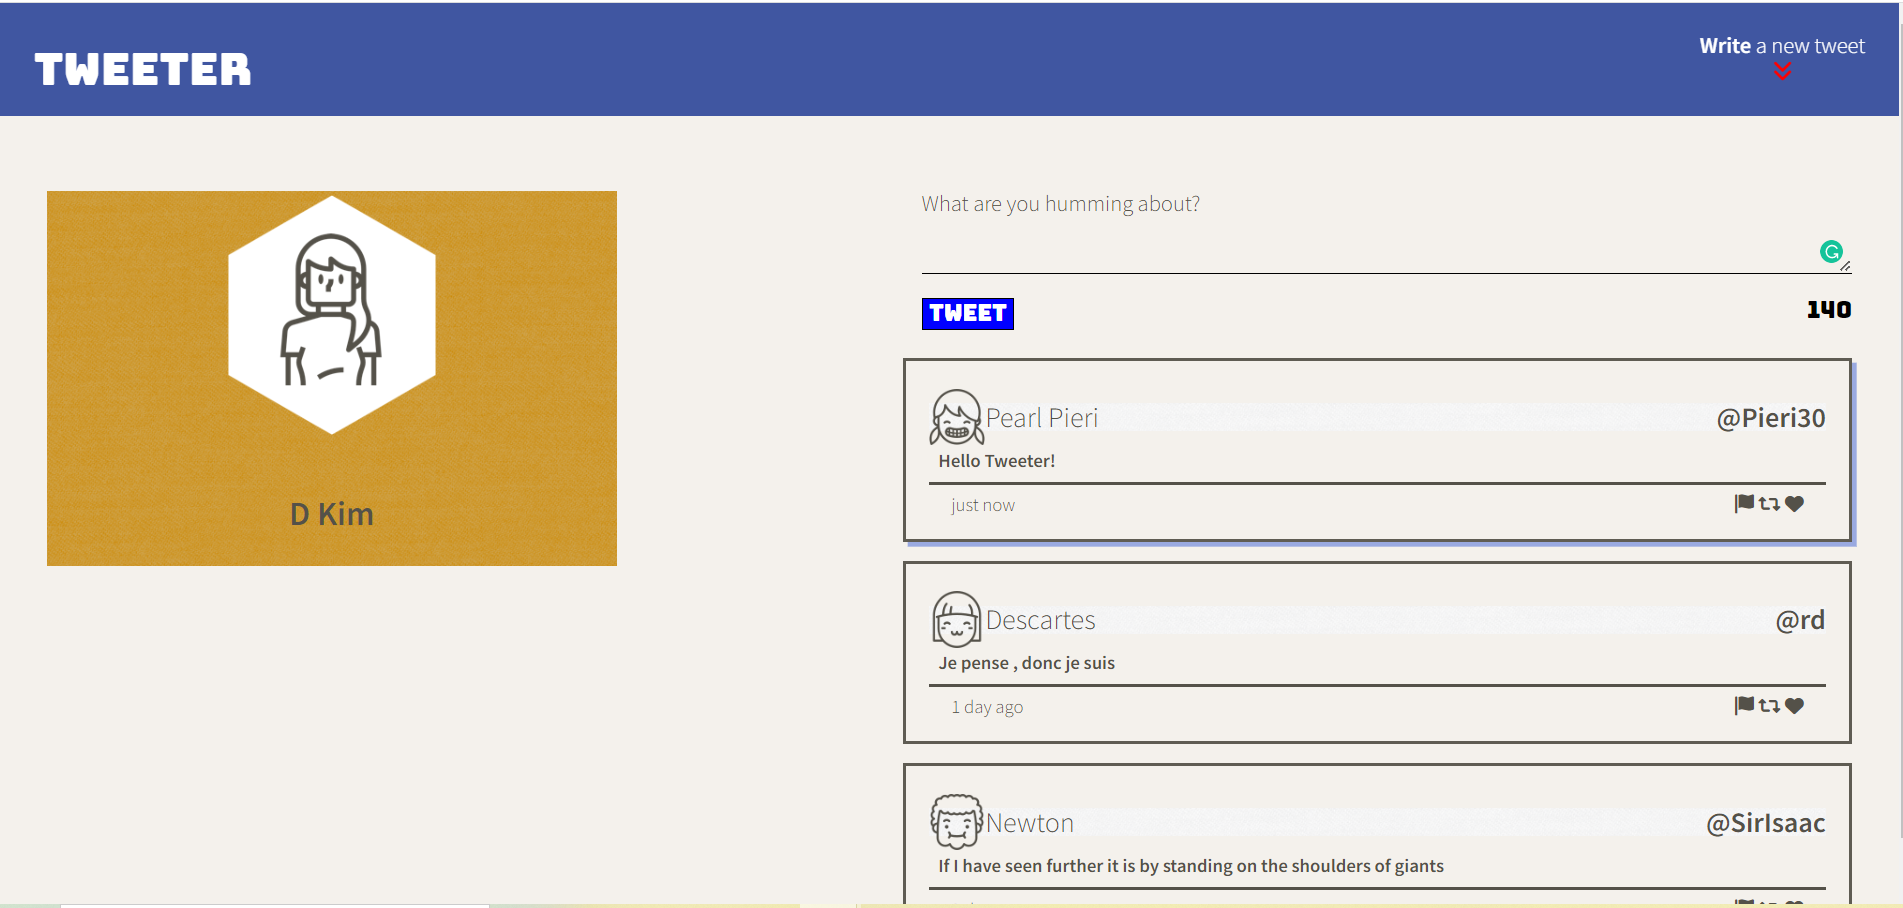 TWEETER
Write a new tweet
D Kim
What are you humming about?
TWEET
140
Pearl Pieri
@Pieri30
Hello Tweeter!
just now
Descartes
@rd
Je pense , donc je suis
1 day ago
Newton
@SirIsaac
If I have seen further it is by standing on the shoulders of giants